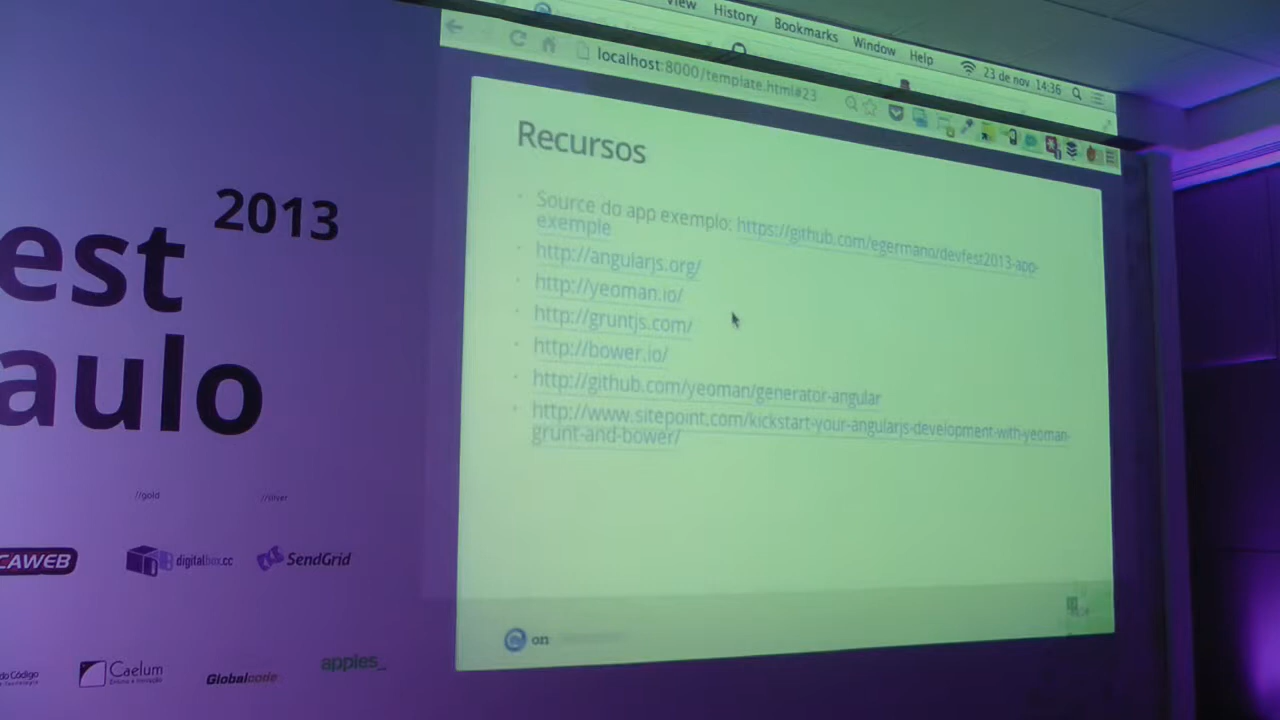 View History Bookmarks Window Help 23 de nov 14:36
localhost:8000/template.html#23
Recursos
Source do app exemplo: https://github.com/egermano/devfest2013-app-
exemple
http://angularjs.org/
http://yeoman.io/
http://gruntjs.com/
http://bower.io/
http://github.com/yeoman/generator-angular
http://www.sitepoint.com/kickstart-your-angularjs-development-with-yeoman-
grunt-and-bower/
on
2013
est
aulo
//gold //silver
CAWEB digitalbox.cc SendGrid
do Código Caelum
Globalcode apples_